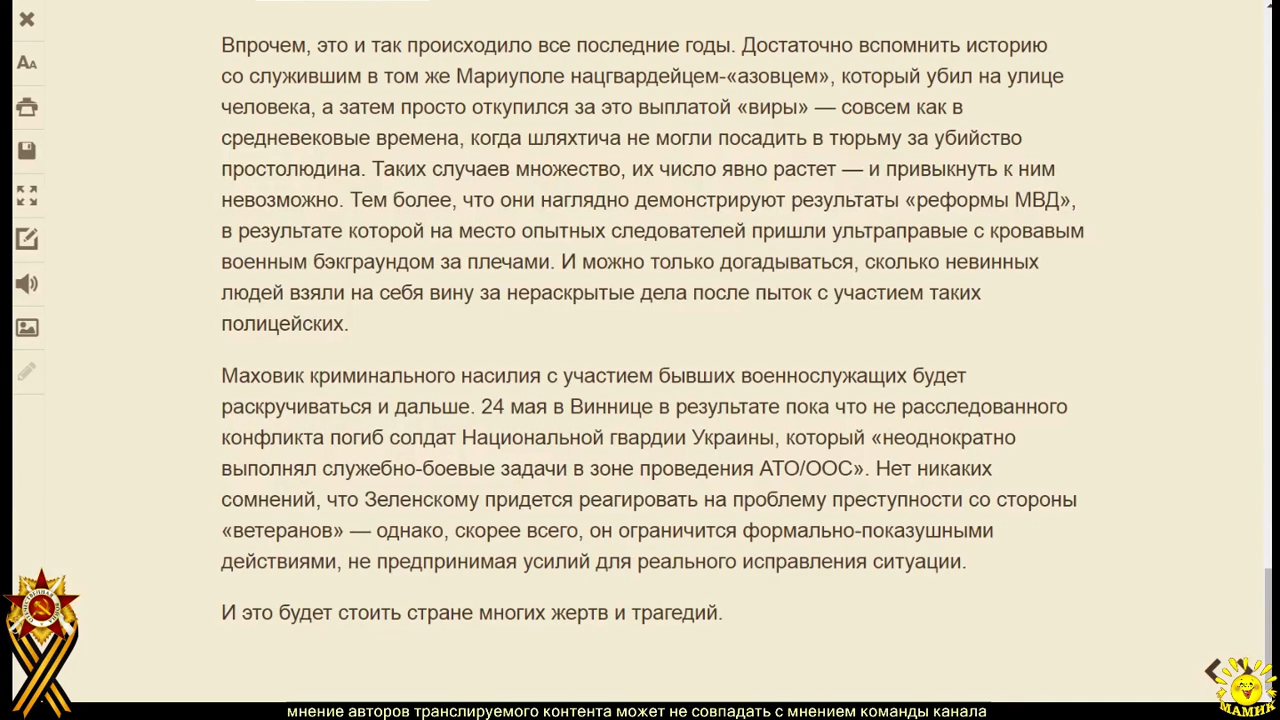 Впрочем, это и так происходило все последние годы. Достаточно вспомнить историю
со служившим в том же Мариуполе нацгвардейцем-«азовцем», который убил на улице
человека, а затем просто откупился за это выплатой «виры» — совсем как в
средневековые времена, когда шляхтича не могли посадить в тюрьму за убийство
простолюдина. Таких случаев множество, их число явно растет — и привыкнуть к ним
невозможно. Тем более, что они наглядно демонстрируют результаты «реформы МВД»,
в результате которой на место опытных следователей пришли ультраправые с кровавым
военным бэкграундом за плечами. И можно только догадываться, сколько невинных
людей взяли на себя вину за нераскрытые дела после пыток с участием таких
полицейских.
Маховик криминального насилия с участием бывших военнослужащих будет
раскручиваться и дальше. 24 мая в Виннице в результате пока что не расследованного
конфликта погиб солдат Национальной гвардии Украины, который «неоднократно
выполнял служебно-боевые задачи в зоне проведения АТО/ООС». Нет никаких
сомнений, что Зеленскому придется реагировать на проблему преступности со стороны
«ветеранов» — однако, скорее всего, он ограничится формально-показушными
действиями, не предпринимая усилий для реального исправления ситуации.
И это будет стоить стране многих жертв и трагедий.
МАМИК
мнение авторов транслируемого контента может не совпадать с мнением команды канала